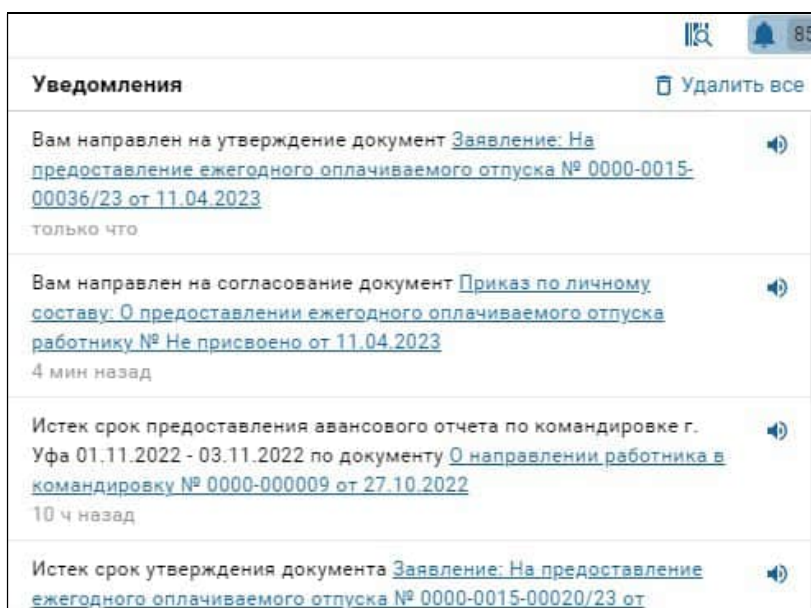 85
Уведомления
Удалить все
Вам направлен на утверждение документ Заявление: На
предоставление ежегодного оплачиваемого отпуска № 0000-0015-
00036/23 от 11.04.2023
только что
Вам направлен на согласование документ Приказ по личному
составу: О предоставлении ежегодного оплачиваемого отпуска
работнику № Не присвоено от 11.04.2023
4 мин назад
Истек срок предоставления авансового отчета по командировке г.
Уфа 01.11.2022 - 03.11.2022 по документу О направлении работника в
командировку № 0000-000009 от 27.10.2022
10 ч назад
Истек срок утверждения документа Заявление: На предоставление
ежегодного оплачиваемого отпуска № 0000-0015-00020/23 от